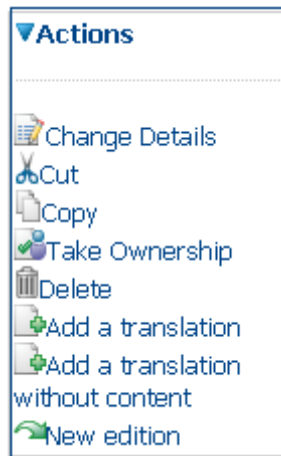 Actions
Change Details
Cut
Copy
Take Ownership
Delete
Add a translation
Add a translation
without content
New edition